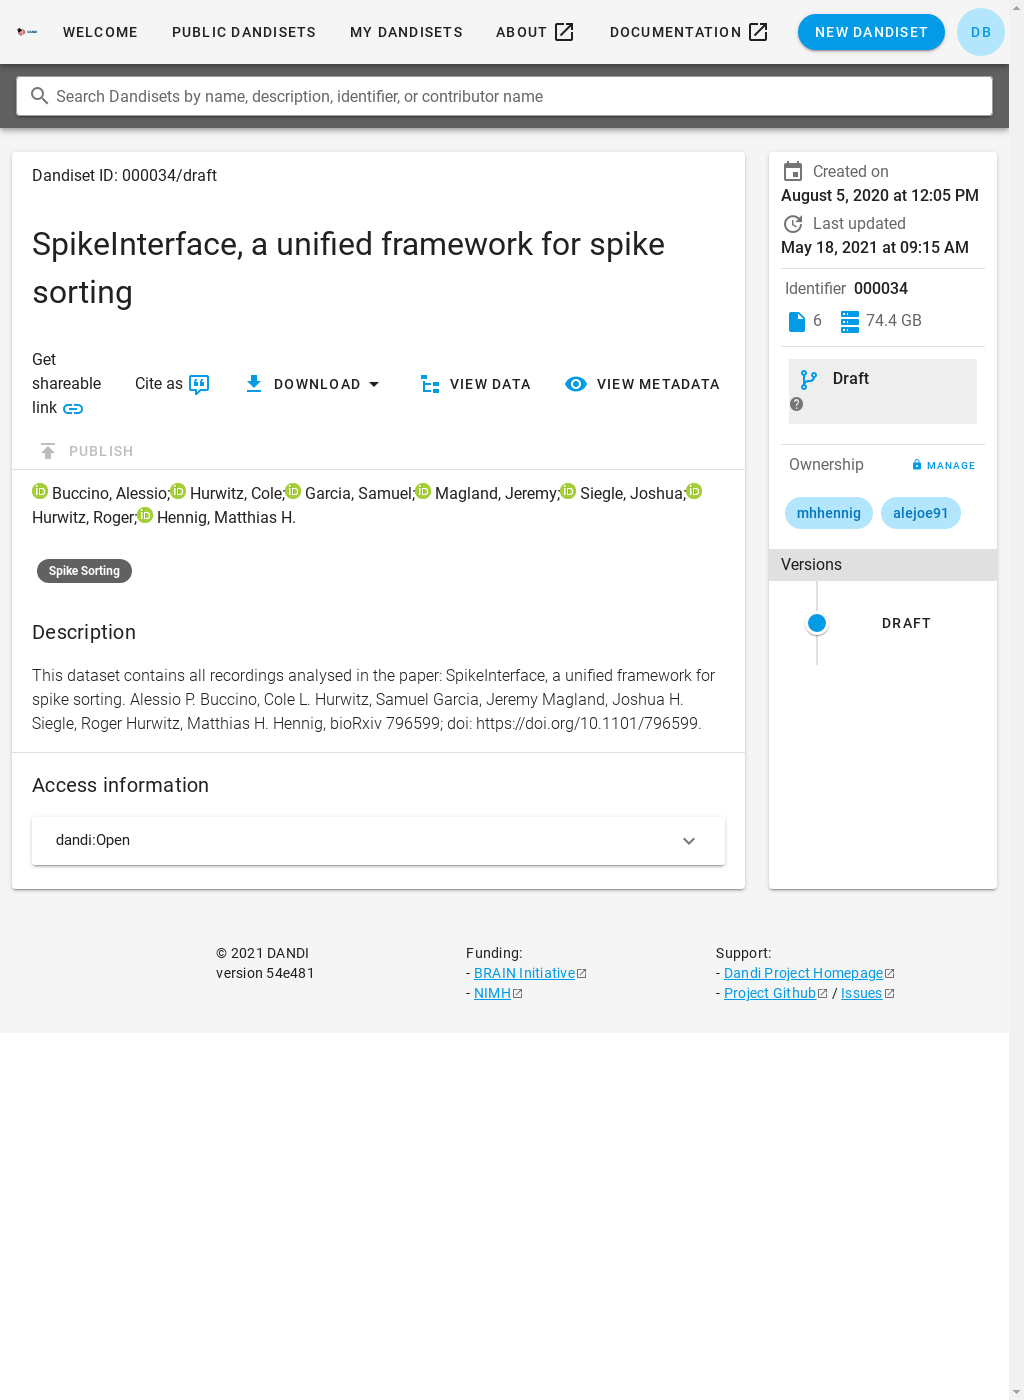 WELCOME PUBLIC DANDISETS MY DANDISETS ABOUT DOCUMENTATION NEW DANDISET DB
Search Dandisets by name, description, identifier, or contributor name
Dandiset ID: 000034/draft
SpikeInterface, a unified framework for spike
sorting
Get
shareable
link
Cite as
DOWNLOAD
VIEW DATA
VIEW METADATA
PUBLISH
Buccino, Alessio; Hurwitz, Cole; Garcia, Samuel; Magland, Jeremy; Siegle, Joshua;
Hurwitz, Roger; Hennig, Matthias H.
Spike Sorting
Description
This dataset contains all recordings analysed in the paper: SpikeInterface, a unified framework for
spike sorting. Alessio P. Buccino, Cole L. Hurwitz, Samuel Garcia, Jeremy Magland, Joshua H.
Siegle, Roger Hurwitz, Matthias H. Hennig, bioRxiv 796599; doi: https://doi.org/10.1101/796599.
Access information
dandi:Open
Created on
August 5, 2020 at 12:05 PM
Last updated
May 18, 2021 at 09:15 AM
Identifier 000034
6 74.4 GB
Draft
Ownership MANAGE
mhhennig alejoe91
Versions
DRAFT
© 2021 DANDI
version 54e481
Funding:
- BRAIN Initiative
- NIMH
Support:
- Dandi Project Homepage
- Project Github / Issues